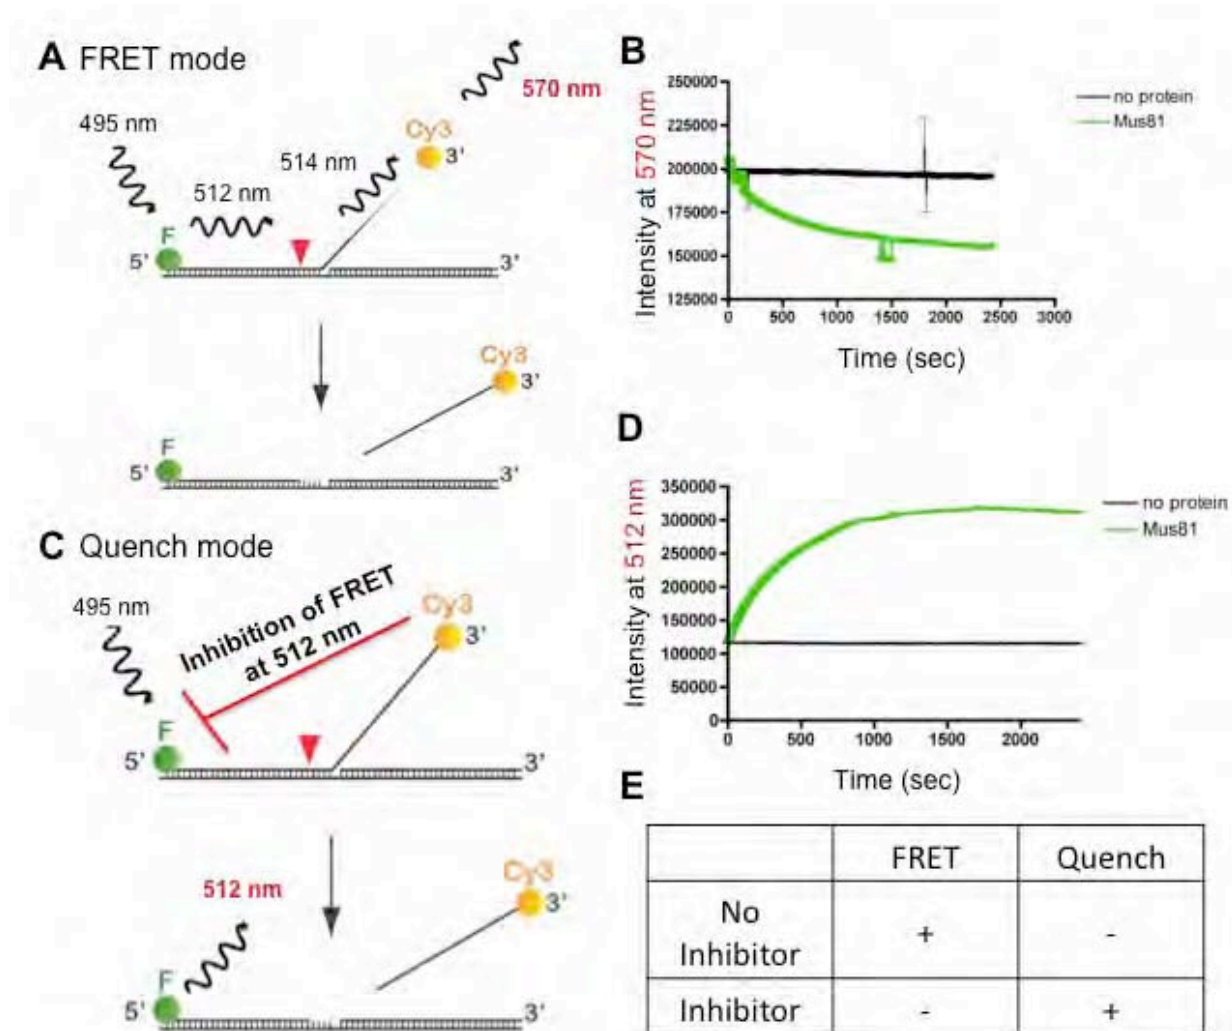 A FRET mode
495 nm
512 nm
514 nm
570 nm
Cy3
3'
F
5'
3'
Cy3
3'
F
5'
3'
B
250000
225000
200000
175000
150000
125000
Intensity at 570 nm
0 500 1000 1500 2000 2500 3000
Time (sec)
no protein
Mus81
C Quench mode
495 nm
Inhibition of FRET
at 512 nm
Cy3
3'
F
5'
3'
512 nm
Cy3
3'
F
5'
3'
D
350000
300000
250000
200000
150000
100000
50000
0
Intensity at 512 nm
0 500 1000 1500 2000
Time (sec)
no protein
Mus81
E
FRET Quench
No
Inhibitor
+ -
Inhibitor - +